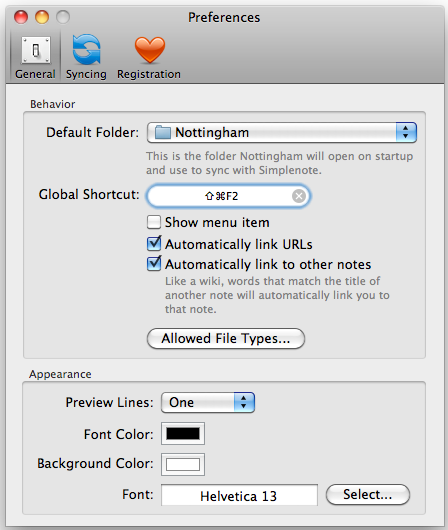 Preferences
General Syncing Registration
Behavior
Default Folder: Nottingham
This is the folder Nottingham will open on startup
and use to sync with Simplenote.
Global Shortcut: ⇧⌘F2
Show menu item
Automatically link URLs
Automatically link to other notes
Like a wiki, words that match the title of
another note will automatically link you to
that note.
Allowed File Types...
Appearance
Preview Lines: One
Font Color:
Background Color:
Font: Helvetica 13 Select...